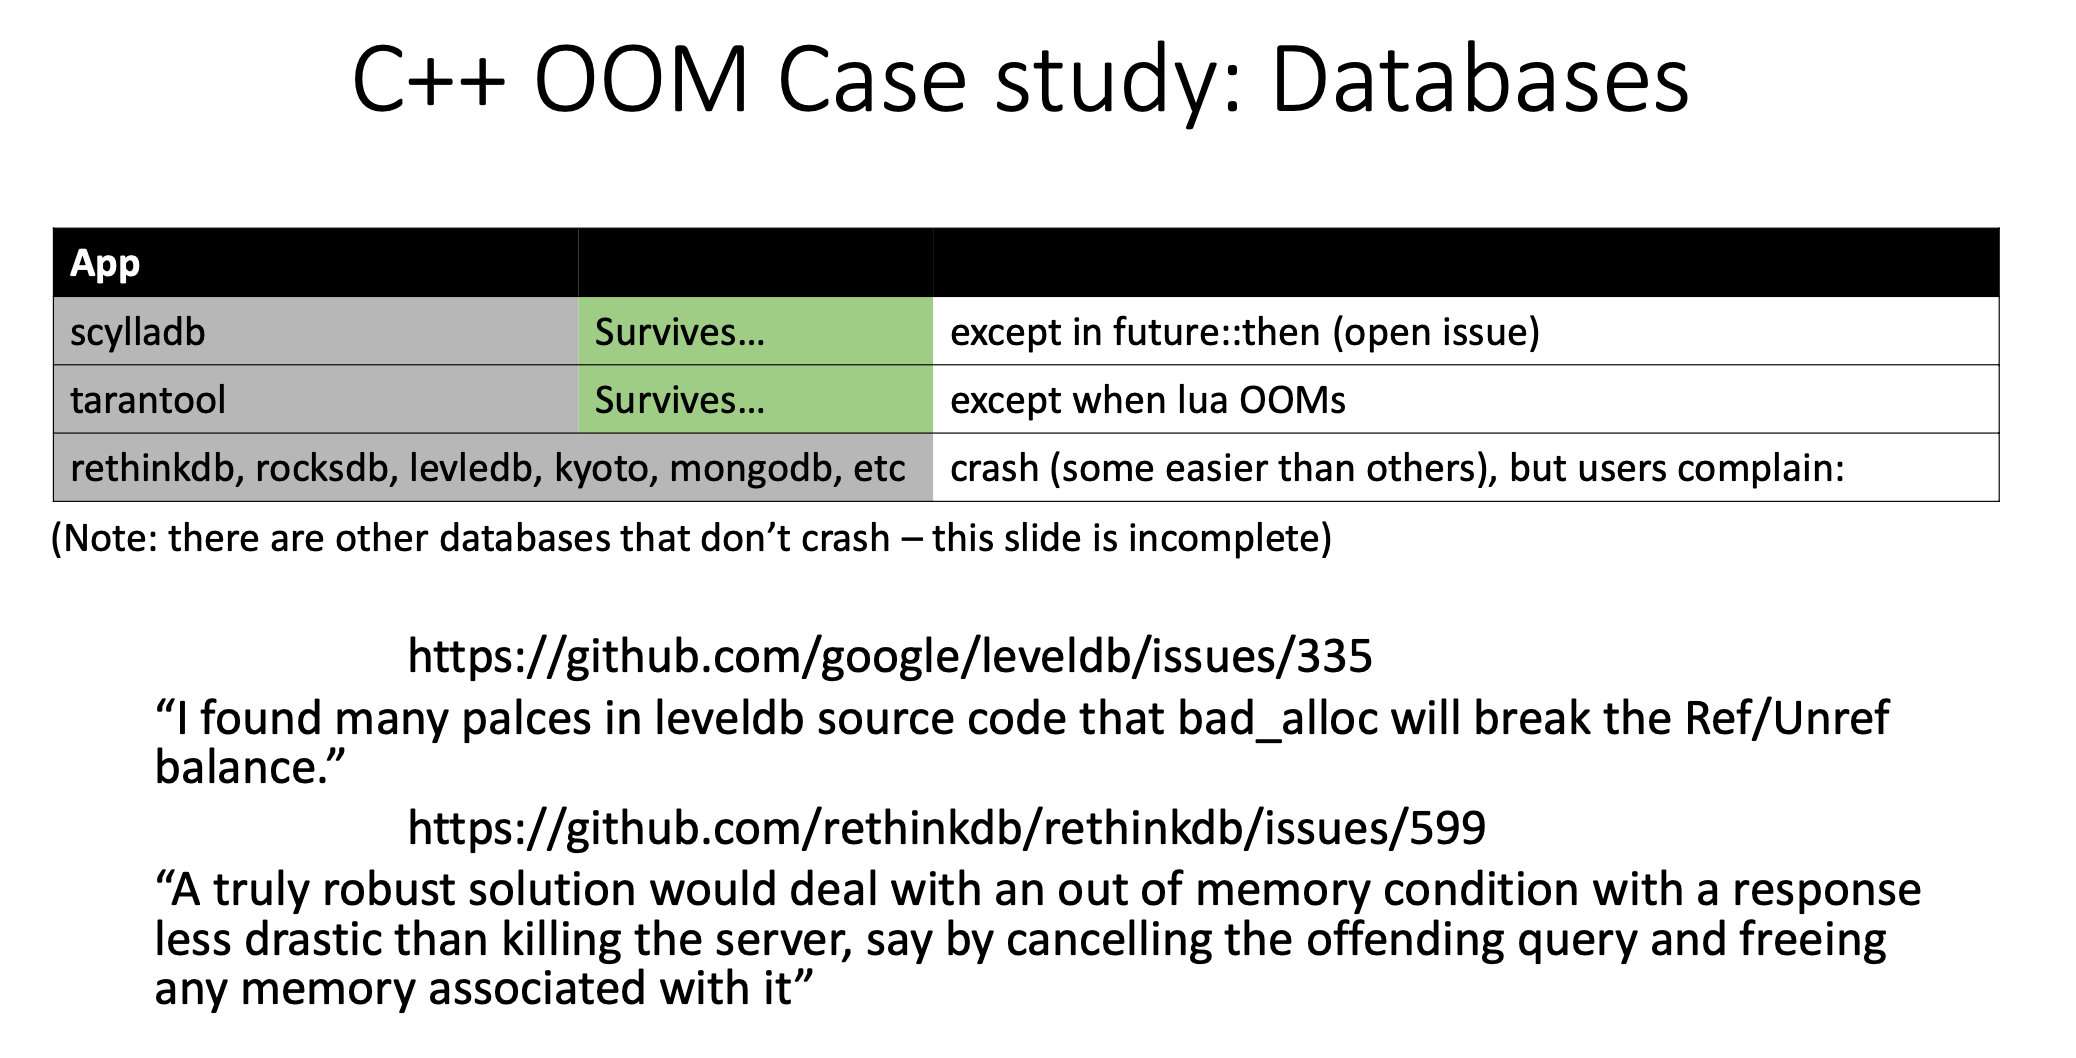 C++ OOM Case study: Databases
App
scylladb Survives… except in future::then (open issue)
tarantool Survives… except when lua OOMs
rethinkdb, rocksdb, levledb, kyoto, mongodb, etc crash (some easier than others), but users complain:
(Note: there are other databases that don’t crash – this slide is incomplete)
https://github.com/google/leveldb/issues/335
“I found many palces in leveldb source code that bad_alloc will break the Ref/Unref
balance.”
https://github.com/rethinkdb/rethinkdb/issues/599
“A truly robust solution would deal with an out of memory condition with a response
less drastic than killing the server, say by cancelling the offending query and freeing
any memory associated with it”